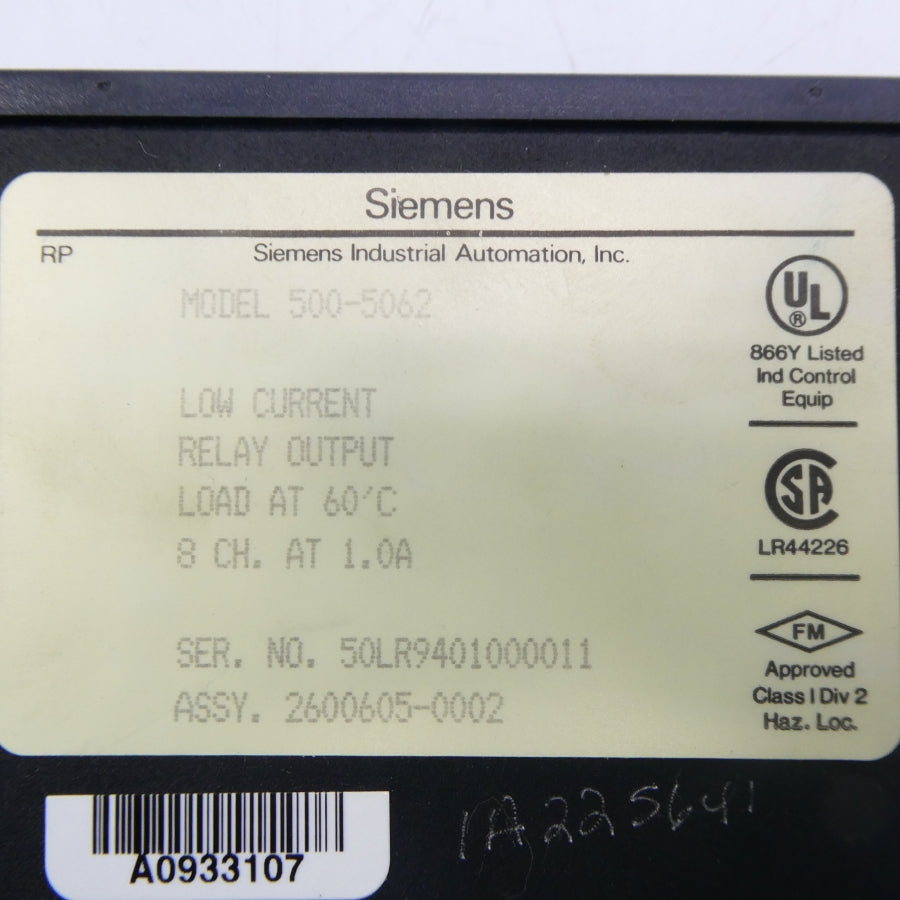 Siemens
RP
Siemens Industrial Automation, Inc.
MODEL 500-5062
LOW CURRENT
RELAY OUTPUT
LOAD AT 60'C
8 CH. AT 1.0A
SER. NO. 50LR9401000011
ASSY. 2600605-0002
UL
®
866Y Listed
Ind Control
Equip
SA
LR44226
FM
Approved
Class I Div 2
Haz. Loc.
A0933107
1A225641